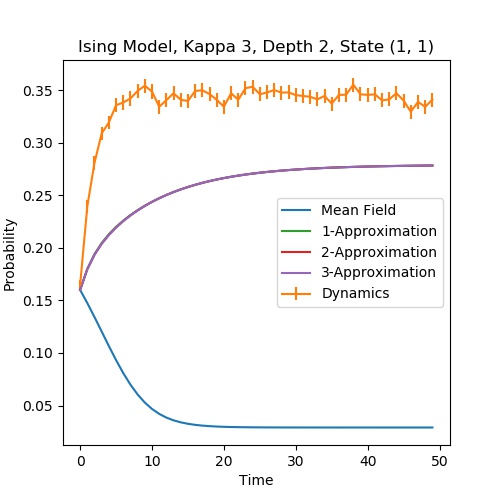 Ising Model, Kappa 3, Depth 2, State (1, 1)
0.35
0.30
0.25
0.20
0.15
0.10
0.05
Probability
Mean Field
1-Approximation
2-Approximation
3-Approximation
Dynamics
0 10 20 30 40 50
Time